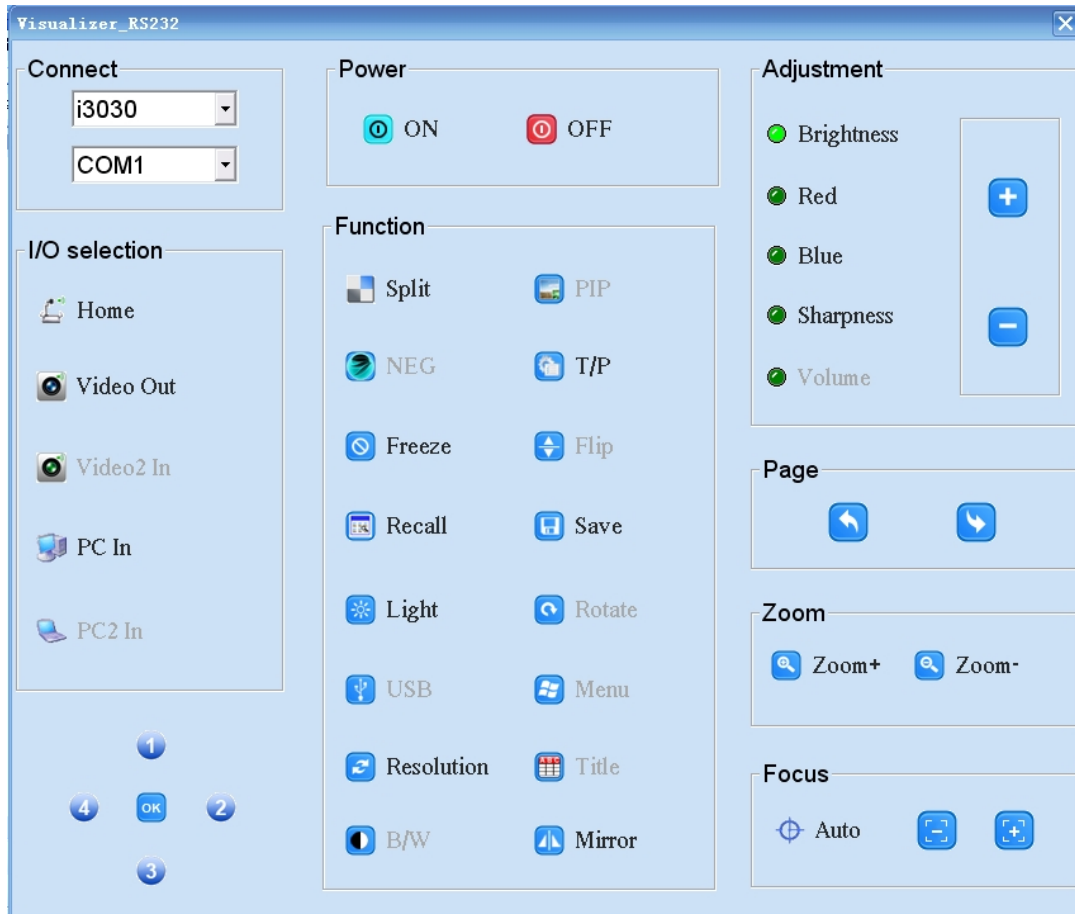 Visualizer_RS232
Connect
i3030
COM1
I/O selection
Home
Video Out
Video2 In
PC In
PC2 In
1
4 OK 2
3
Power
ON OFF
Function
Split PIP
NEG T/P
Freeze Flip
Recall Save
Light Rotate
USB Menu
Resolution Title
B/W Mirror
Adjustment
Brightness
Red
Blue
Sharpness
Volume
+
-
Page
Zoom
Zoom+ Zoom-
Focus
Auto - +